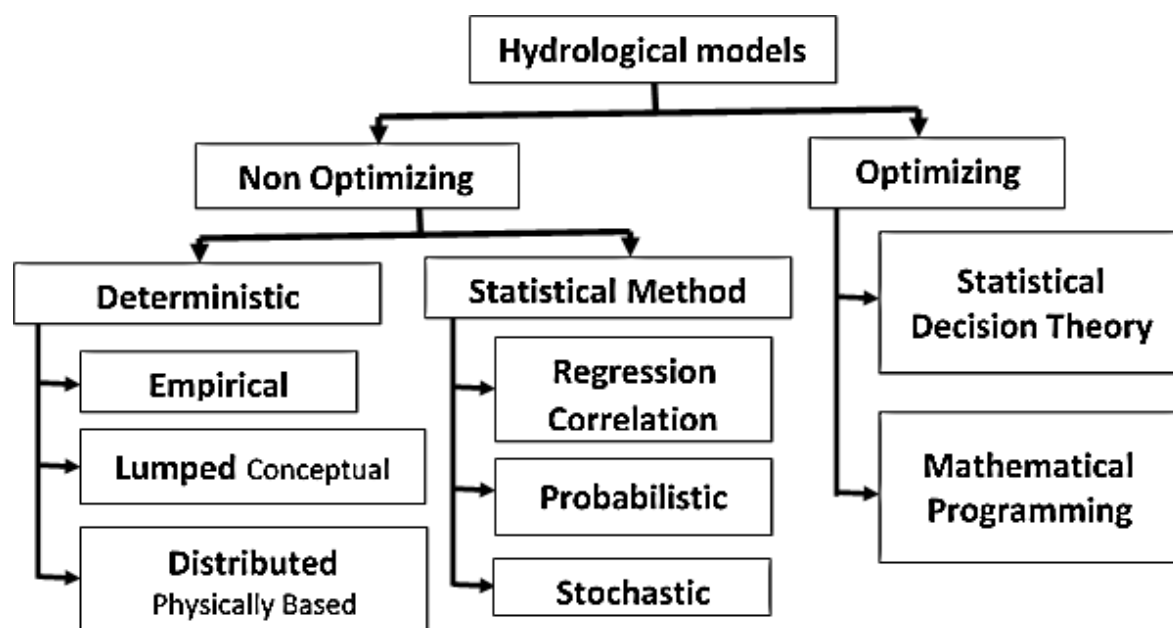 Hydrological models
Non Optimizing
Optimizing
Deterministic
Statistical Method
Empirical
Lumped Conceptual
Distributed
Physically Based
Regression
Correlation
Probabilistic
Stochastic
Statistical
Decision Theory
Mathematical
Programming